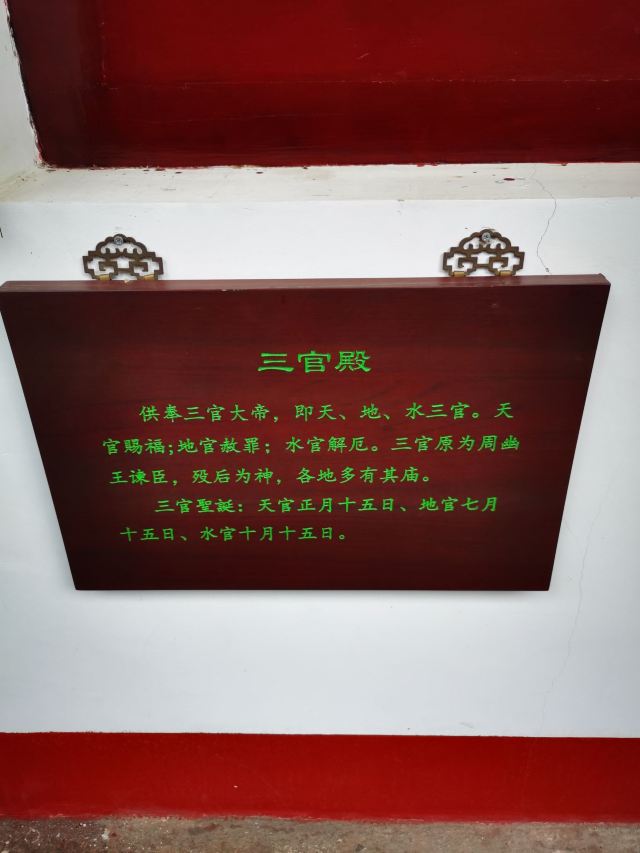 三官殿
供奉三官大帝，即天、地、水三官。天
官赐福;地官赦罪；水官解厄。三官原为周幽
王谏臣，殁后为神，各地多有其庙。
三官聖誕：天官正月十五日、地官七月
十五日、水官十月十五日。